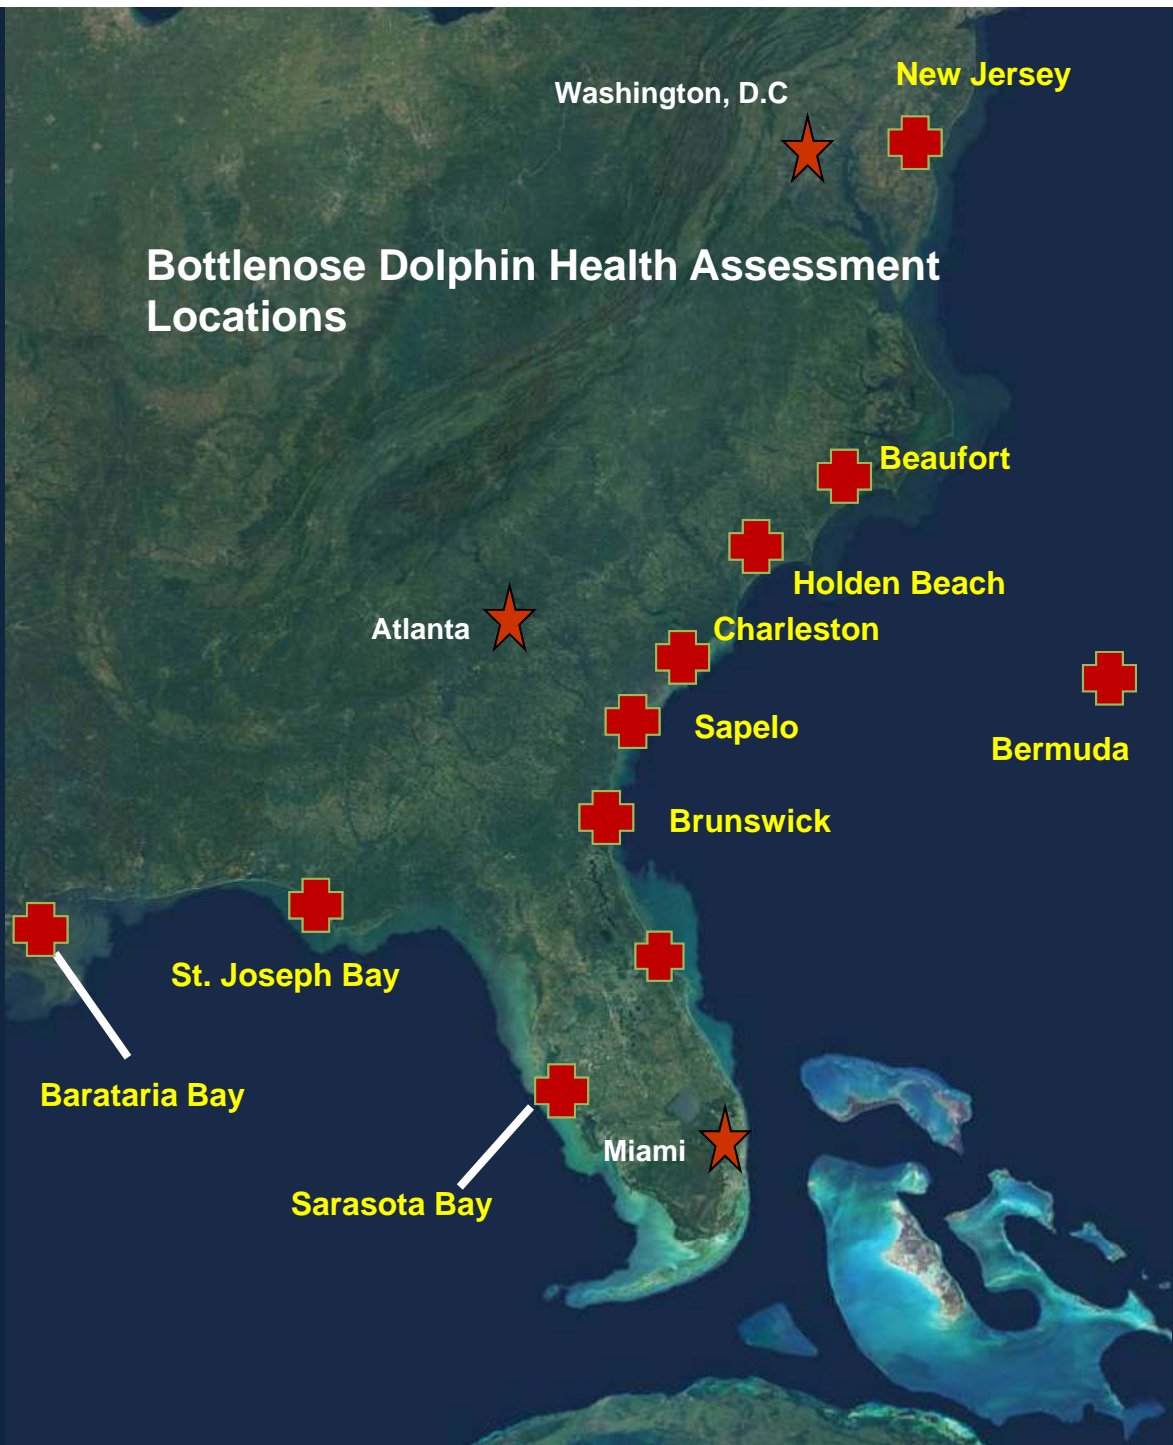 New Jersey
Washington, D.C
Bottlenose Dolphin Health Assessment
Locations
Beaufort
Holden Beach
Atlanta
Charleston
Sapelo
Bermuda
Brunswick
St. Joseph Bay
Barataria Bay
Miami
Sarasota Bay